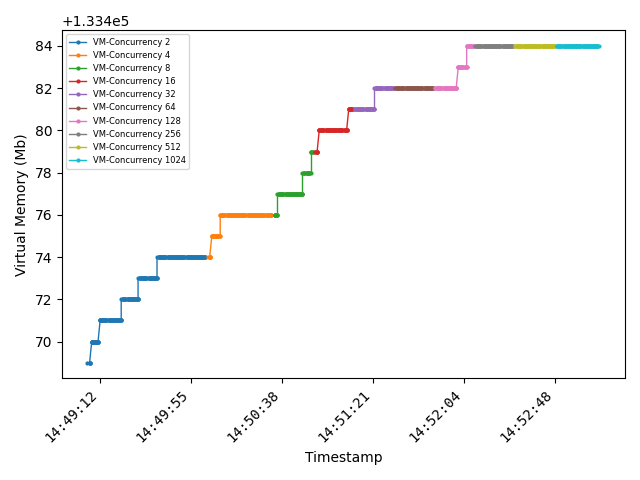 +1.334e5
84
82
80
78
76
74
72
70
Virtual Memory (Mb)
VM-Concurrency 2
VM-Concurrency 4
VM-Concurrency 8
VM-Concurrency 16
VM-Concurrency 32
VM-Concurrency 64
VM-Concurrency 128
VM-Concurrency 256
VM-Concurrency 512
VM-Concurrency 1024
14:49:12
14:49:55
14:50:38
14:51:21
14:52:04
14:52:48
Timestamp